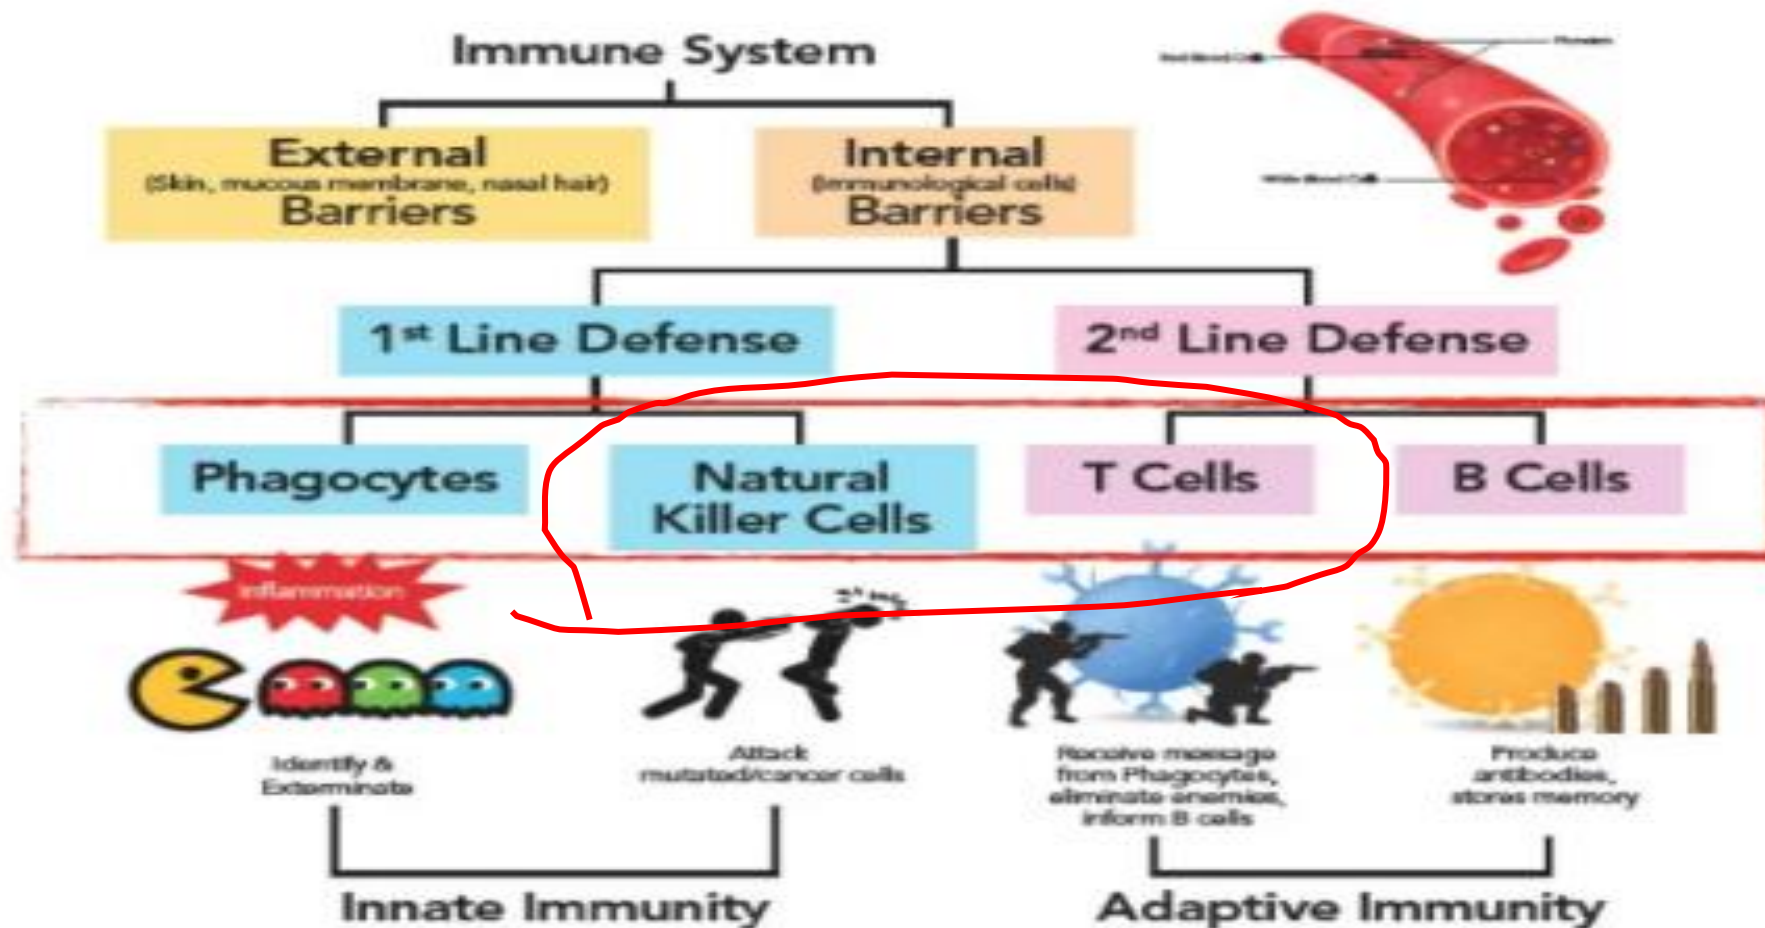 Immune System
External
(Skin, mucous membrane, nasal hair)
Barriers
Internal
(immunological cells)
Barriers
1st Line Defense
2nd Line Defense
Phagocytes
Natural
Killer Cells
T Cells
B Cells
Inflammation
Identify &
Exterminate
Attack
mutated/cancer cells
Receive message
from Phagocytes,
eliminate enemies,
inform B cells
Produce
antibodies,
stores memory
Innate Immunity
Adaptive Immunity